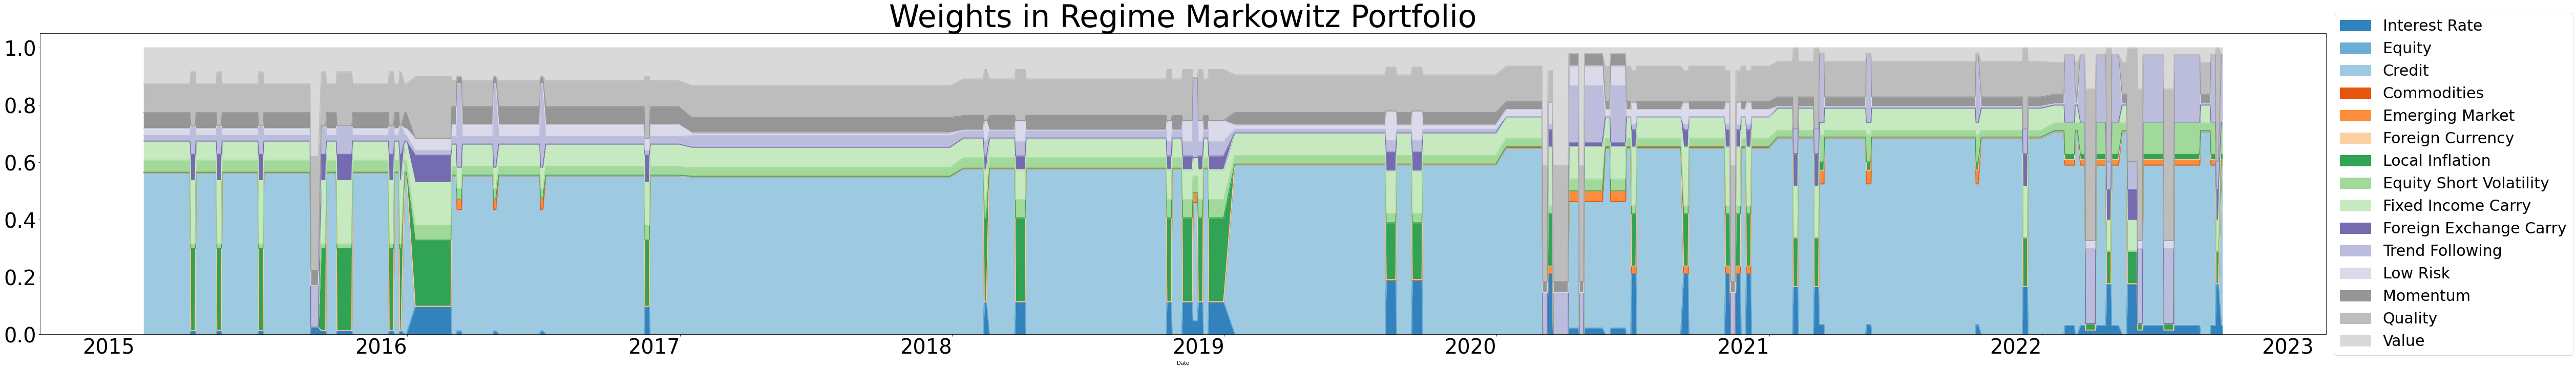 Weights in Regime Markowitz Portfolio
1.0
0.8
0.6
0.4
0.2
0.0
2015 2016 2017 2018 2019 2020 2021 2022 2023
Date
Interest Rate
Equity
Credit
Commodities
Emerging Market
Foreign Currency
Local Inflation
Equity Short Volatility
Fixed Income Carry
Foreign Exchange Carry
Trend Following
Low Risk
Momentum
Quality
Value